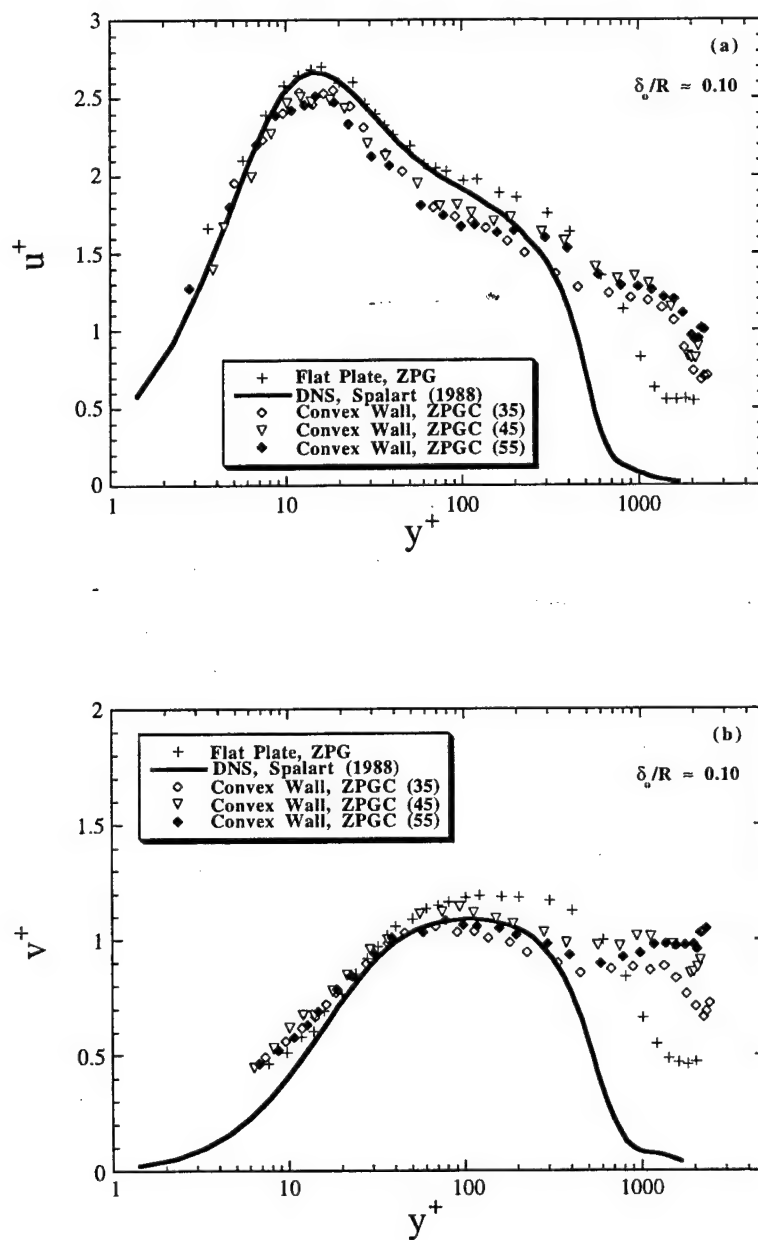 3
(a)
δ₀/R ≈ 0.10
2.5
2
1.5
u⁺
1
0.5
0
Flat Plate, ZPG
DNS, Spalart (1988)
Convex Wall, ZPGC (35)
Convex Wall, ZPGC (45)
Convex Wall, ZPGC (55)
1 10 100 1000
y⁺
2
(b)
Flat Plate, ZPG
DNS, Spalart (1988)
δ₀/R ≈ 0.10
Convex Wall, ZPGC (35)
Convex Wall, ZPGC (45)
Convex Wall, ZPGC (55)
1.5
v⁺
1
0.5
0
1 10 100 1000
y⁺